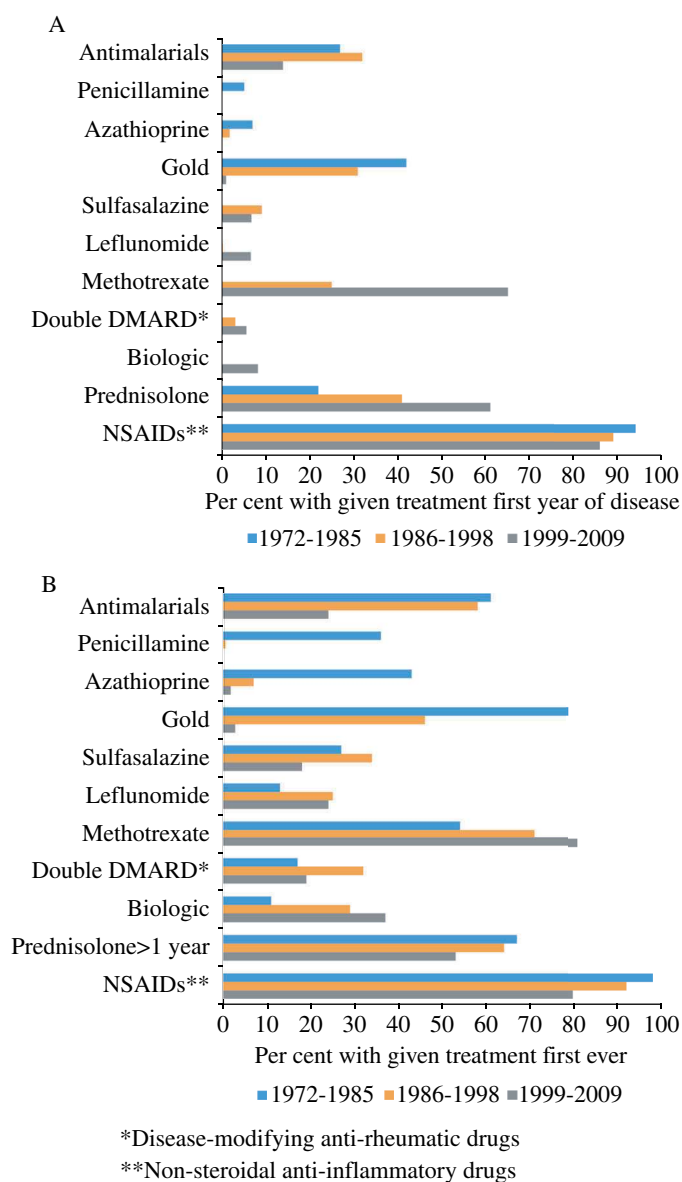 A
Antimalarials
Penicillamine
Azathioprine
Gold
Sulfasalazine
Leflunomide
Methotrexate
Double DMARD*
Biologic
Prednisolone
NSAIDs**
0 10 20 30 40 50 60 70 80 90 100
Per cent with given treatment first year of disease
1972-1985 1986-1998 1999-2009
B
Antimalarials
Penicillamine
Azathioprine
Gold
Sulfasalazine
Leflunomide
Methotrexate
Double DMARD*
Biologic
Prednisolone>1 year
NSAIDs**
0 10 20 30 40 50 60 70 80 90 100
Per cent with given treatment first ever
1972-1985 1986-1998 1999-2009
*Disease-modifying anti-rheumatic drugs
**Non-steroidal anti-inflammatory drugs